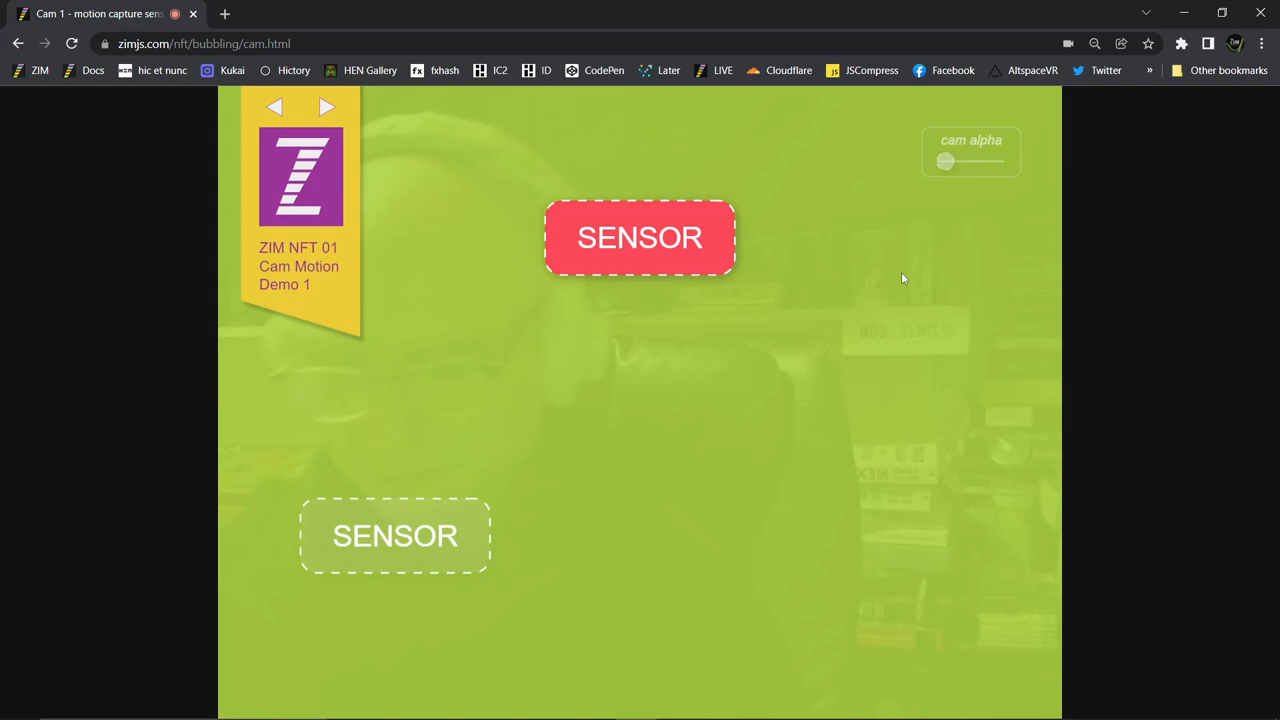 Cam 1 - motion capture sens
zimjs.com/nft/bubbling/cam.html
ZIM
Docs
hic et nunc
Kukai
Hictory
HEN Gallery
fx fxhash
IC2
ID
CodePen
Later
LIVE
Cloudflare
JS JSCompress
Facebook
AltspaceVR
Twitter
»
Other bookmarks
Z
ZIM NFT 01
Cam Motion
Demo 1
cam alpha
SENSOR
SENSOR